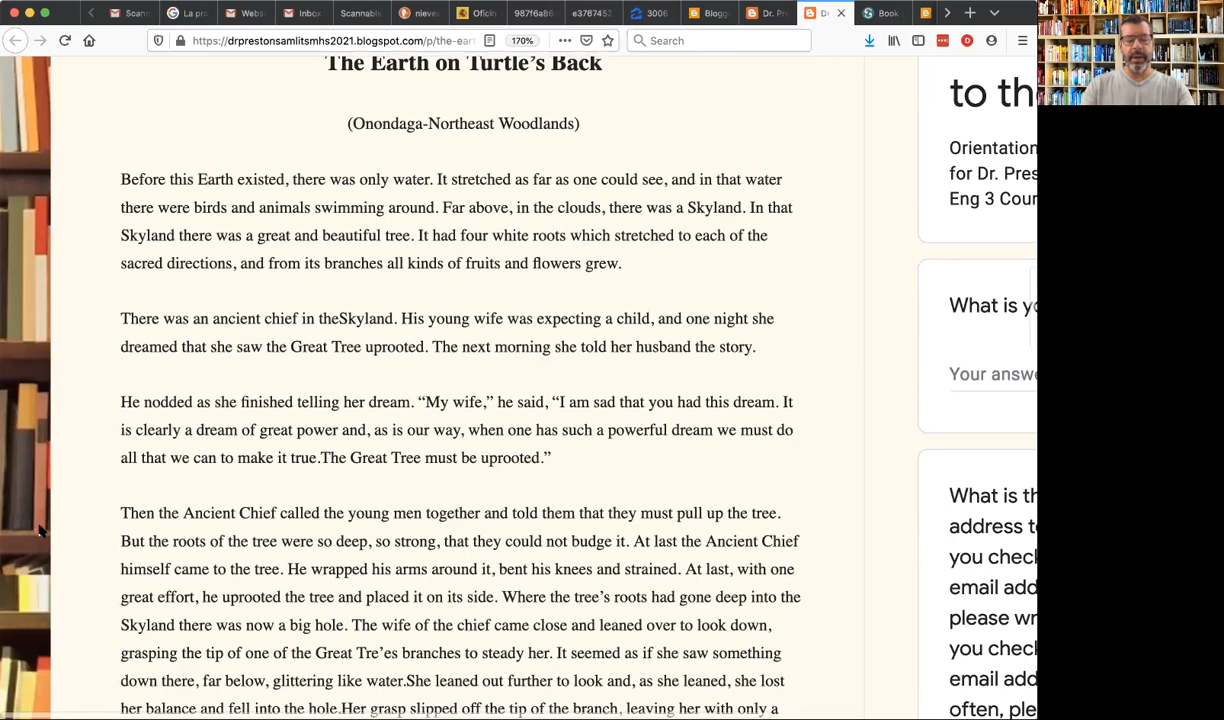 Scann
La pro
Webs
Inbox
Scannable
nieves
Oficin
987f6a86-
e3767452
3006
Blogg
Dr. Pr
Dr
Book
https://drprestonsamlitsmhs2021.blogspot.com/p/the-ear
170%
Search
The Earth on Turtle's Back
(Onondaga-Northeast Woodlands)
Before this Earth existed, there was only water. It stretched as far as one could see, and in that water
there were birds and animals swimming around. Far above, in the clouds, there was a Skyland. In that
Skyland there was a great and beautiful tree. It had four white roots which stretched to each of the
sacred directions, and from its branches all kinds of fruits and flowers grew.
There was an ancient chief in theSkyland. His young wife was expecting a child, and one night she
dreamed that she saw the Great Tree uprooted. The next morning she told her husband the story.
He nodded as she finished telling her dream. “My wife,” he said, “I am sad that you had this dream. It
is clearly a dream of great power and, as is our way, when one has such a powerful dream we must do
all that we can to make it true.The Great Tree must be uprooted.”
Then the Ancient Chief called the young men together and told them that they must pull up the tree.
But the roots of the tree were so deep, so strong, that they could not budge it. At last the Ancient Chief
himself came to the tree. He wrapped his arms around it, bent his knees and strained. At last, with one
great effort, he uprooted the tree and placed it on its side. Where the tree’s roots had gone deep into the
Skyland there was now a big hole. The wife of the chief came close and leaned over to look down,
grasping the tip of one of the Great Tre’es branches to steady her. It seemed as if she saw something
down there, far below, glittering like water.She leaned out further to look and, as she leaned, she lost
her balance and fell into the hole.Her grasp slipped off the tip of the branch, leaving her with only a
to th
Orientation
for Dr. Pres
Eng 3 Cour
What is yo
Your answe
What is th
address to
you check
email add
please wr
you check
email add
often, ple